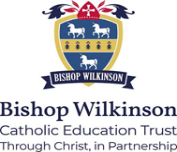 BISHOP WILKINSON
Bishop Wilkinson
Catholic Education Trust
Through Christ, in Partnership